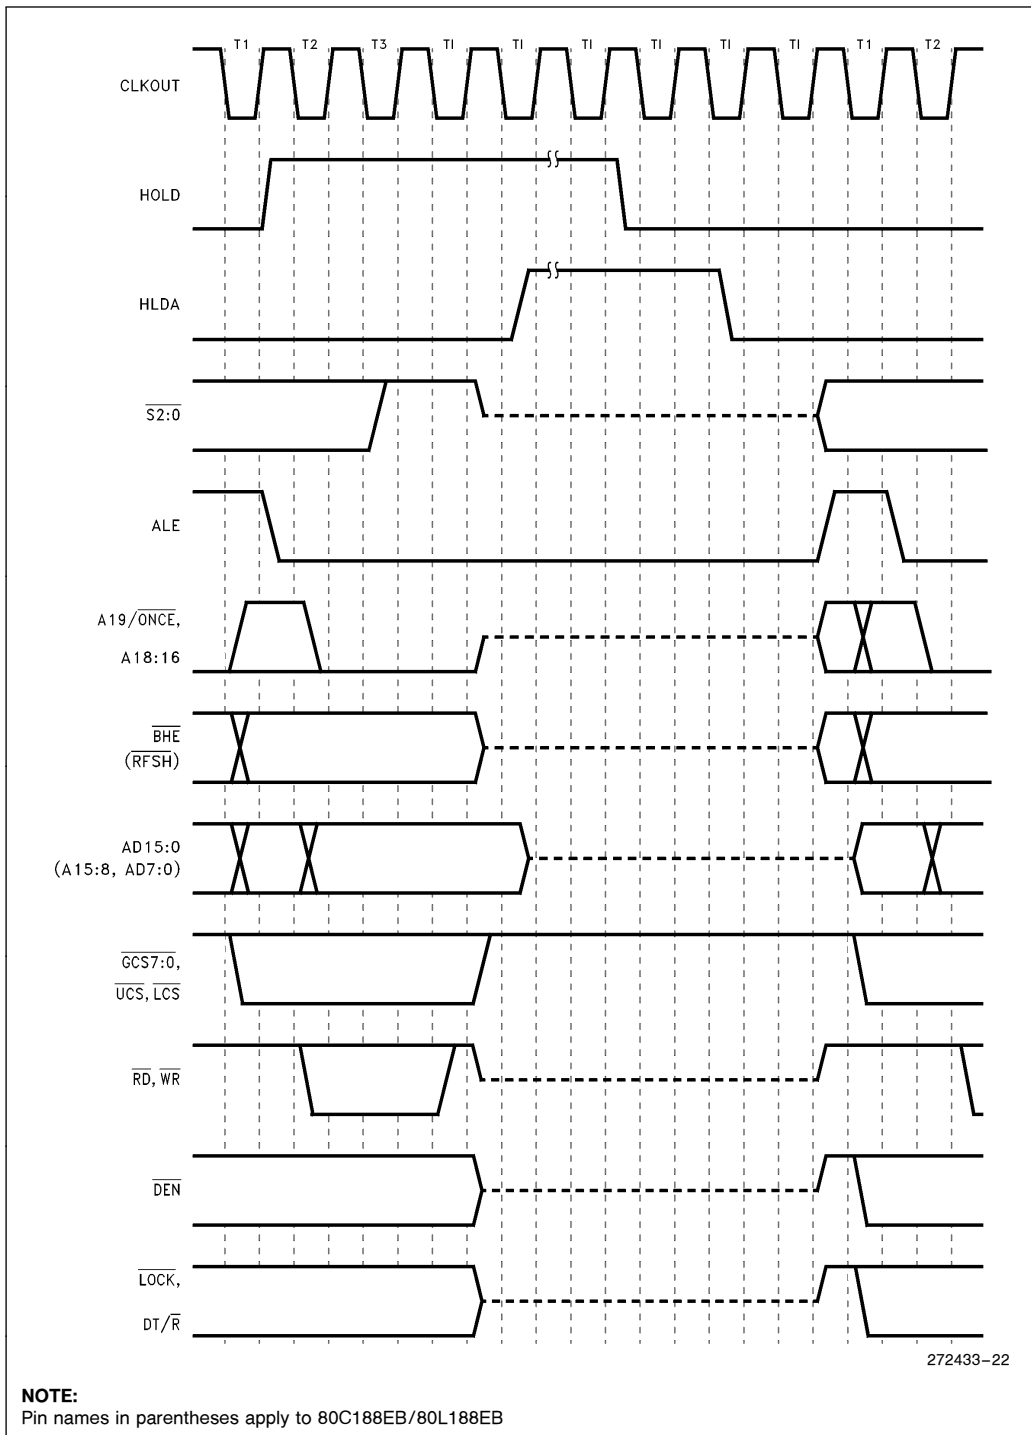 T1 T2 T3 TI TI TI TI TI TI T1 T2
CLKOUT
HOLD
HLDA
S2:0
ALE
A19/ONCE,
A18:16
BHE
(RFSH)
AD15:0
(A15:8, AD7:0)
GCS7:0,
UCS, LCS
RD, WR
DEN
LOCK,
DT/R
272433-22
NOTE:
Pin names in parentheses apply to 80C188EB/80L188EB